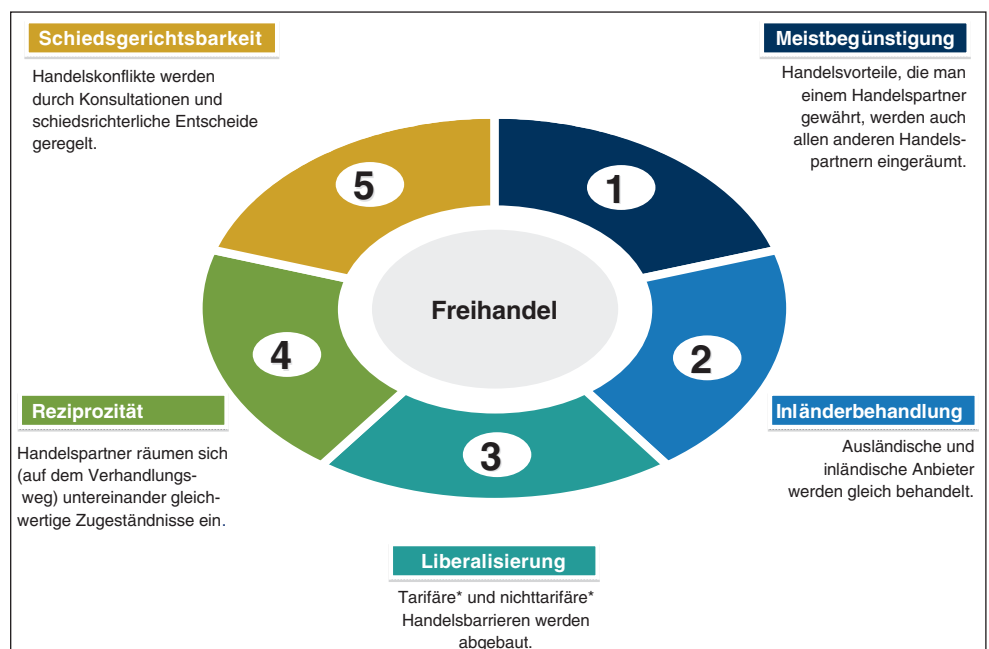 Schiedsgerichtsbarkeit
Handelskonflikte werden
durch Konsultationen und
schiedsrichterliche Entscheide
geregelt.
Meistbegünstigung
Handelsvorteile, die man
einem Handelspartner
gewährt, werden auch
allen anderen Handels-
partnern eingeräumt.
5
1
Freihandel
4
2
3
Reziprozität
Handelspartner räumen sich
(auf dem Verhandlungs-
weg) untereinander gleich-
wertige Zugeständnisse ein.
Inländerbehandlung
Ausländische und
inländische Anbieter
werden gleich behandelt.
Liberalisierung
Tarifäre* und nichttarifäre*
Handelsbarrieren werden
abgebaut.